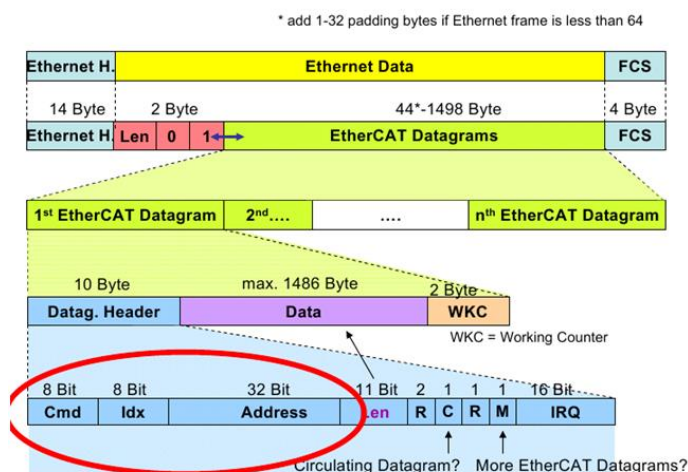 * add 1-32 padding bytes if Ethernet frame is less than 64
Ethernet H. Ethernet Data FCS
14 Byte 2 Byte 44*-1498 Byte 4 Byte
Ethernet H. Len 0 1 EtherCAT Datagrams FCS
1st EtherCAT Datagram 2nd.... .... nth EtherCAT Datagram
10 Byte max. 1486 Byte 2 Byte
Datag. Header Data WKC
WKC = Working Counter
8 Bit 8 Bit 32 Bit 11 Bit 2 1 1 1 16 Bit
Cmd Idx Address Len R C R M IRQ
Circulating Datagram? More EtherCAT Datagrams?